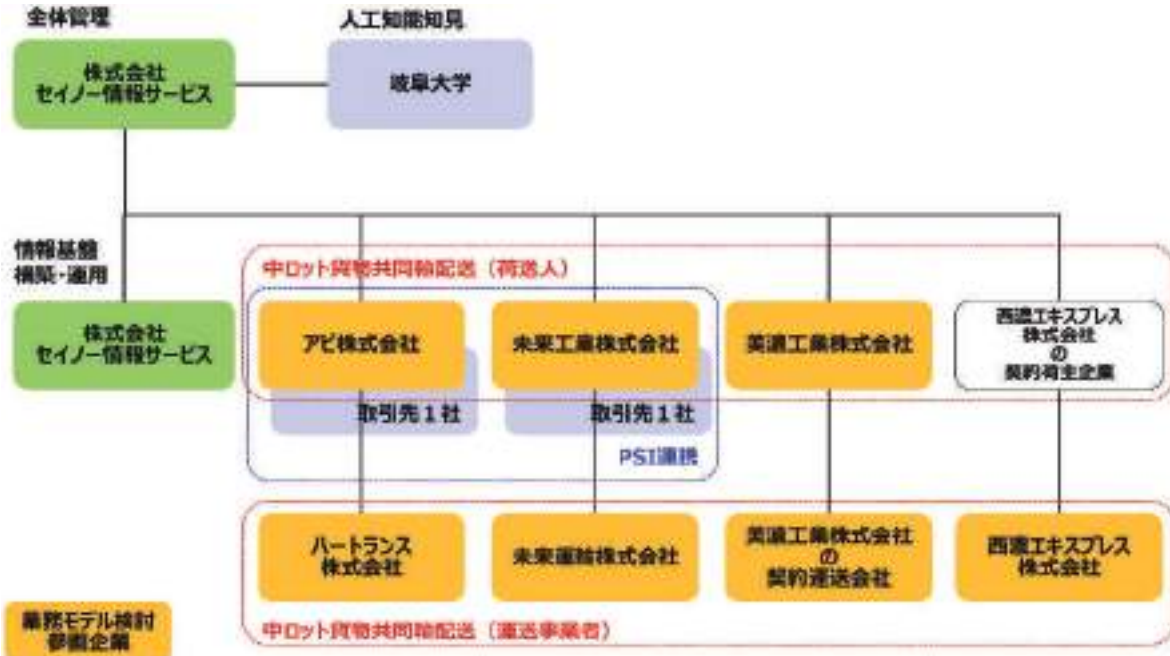 全体管理
人工知能知見
株式会社
セイノー情報サービス
岐阜大学
情報基盤
構築・運用
中ロット貨物共同輸配送（荷送人）
株式会社
セイノー情報サービス
アピ株式会社
未来工業株式会社
美濃工業株式会社
西濃エキスプレス
株式会社
の
契約荷主企業
取引先１社
取引先１社
PSI連携
ハートランス
株式会社
未来運輸株式会社
美濃工業株式会社
の
契約運送会社
西濃エキスプレス
株式会社
業務モデル検討
参画企業
中ロット貨物共同輸配送（運送事業者）